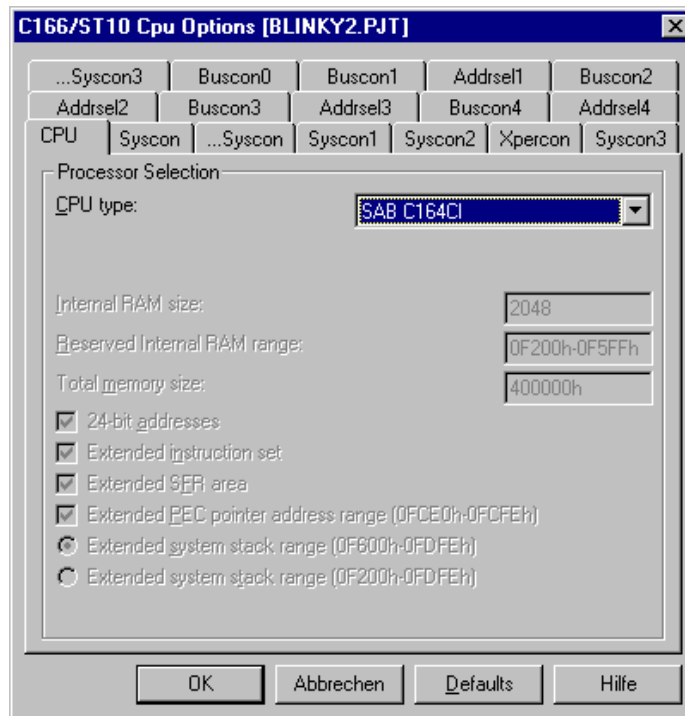 C166/ST10 Cpu Options [BLINKY2.PJT]
...Syscon3 Buscon0 Buscon1 Addrsel1 Buscon2
Addrsel2 Buscon3 Addrsel3 Buscon4 Addrsel4
CPU Syscon ...Syscon Syscon1 Syscon2 Xpercon Syscon3
Processor Selection
CPU type: SAB C164CI
Internal RAM size: 2048
Reserved Internal RAM range: 0F200h-0F5FFh
Total memory size: 400000h
24-bit addresses
Extended instruction set
Extended SFR area
Extended PEC pointer address range (0FCE0h-0FCFEh)
Extended system stack range (0F600h-0FDFEh)
Extended system stack range (0F200h-0FDFEh)
OK Abbrechen Defaults Hilfe